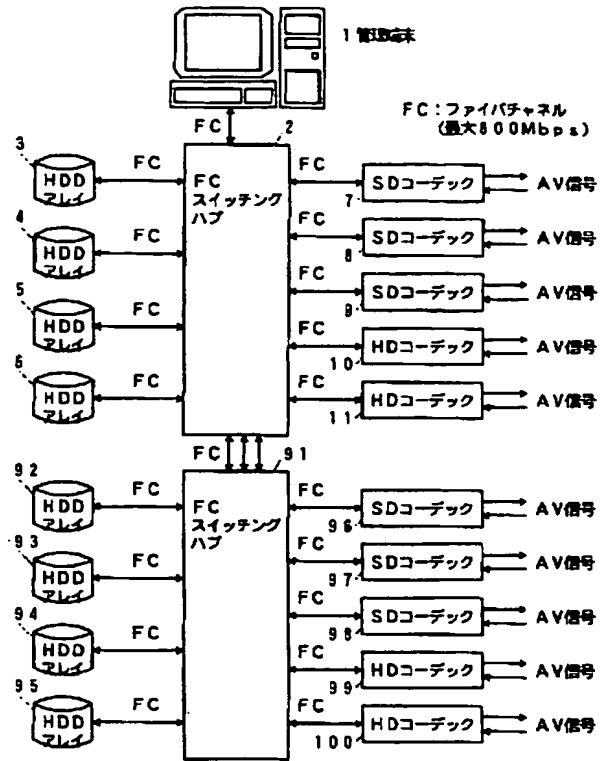 1 管理端末
FC：ファイバチャネル
（最大800Mbps）
FC
2
3
HDD
アレイ
FC
4
HDD
アレイ
FC
5
HDD
アレイ
FC
6
HDD
アレイ
FC
FC
スイッチング
ハブ
FC
7
SDコーデック
AV信号
FC
8
SDコーデック
AV信号
FC
9
SDコーデック
AV信号
FC
10
HDコーデック
AV信号
FC
11
HDコーデック
AV信号
FC
91
92
HDD
アレイ
FC
93
HDD
アレイ
FC
94
HDD
アレイ
FC
95
HDD
アレイ
FC
FC
スイッチング
ハブ
FC
96
SDコーデック
AV信号
FC
97
SDコーデック
AV信号
FC
98
SDコーデック
AV信号
FC
99
HDコーデック
AV信号
FC
100
HDコーデック
AV信号